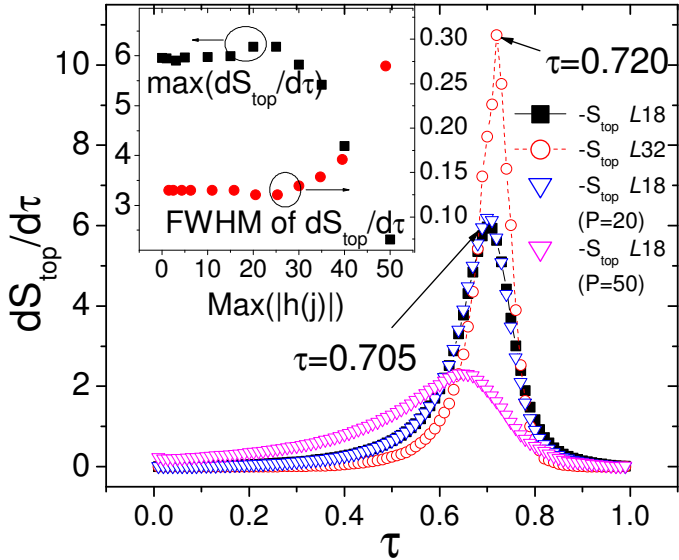 0.30
0.25
0.20
0.15
0.10
6
5
4
3
max(dS_top/dτ)
FWHM of dS_top/dτ
0 10 20 30 40 50
Max(|h(j)|)
τ=0.720
-S_top L18
-S_top L32
-S_top L18
(P=20)
-S_top L18
(P=50)
τ=0.705
10
8
6
4
2
0
dS_top/dτ
0.0 0.2 0.4 0.6 0.8 1.0
τ